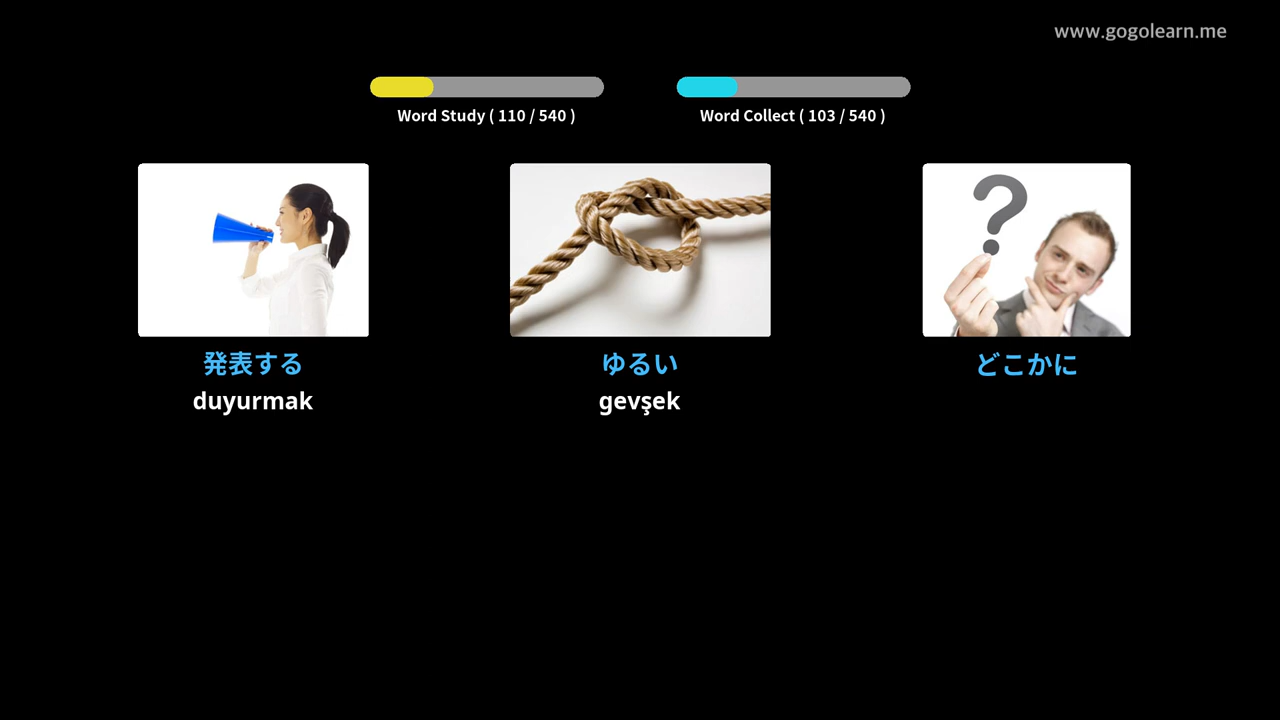 www.gogolearn.me
Word Study ( 110 / 540 )
Word Collect ( 103 / 540 )
発表する
duyurmak
ゆるい
gevşek
どこかに